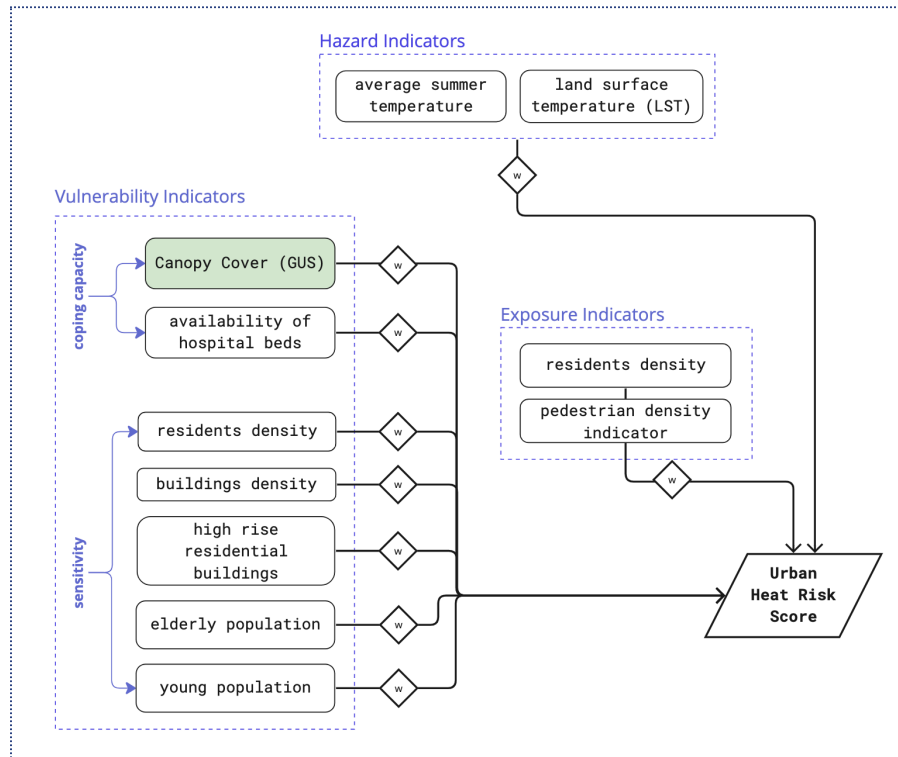 Hazard Indicators
average summer
temperature
land surface
temperature (LST)
w
Vulnerability Indicators
coping capacity
Canopy Cover (GUS)
w
availability of
hospital beds
w
Exposure Indicators
residents density
pedestrian density
indicator
w
sensitivity
residents density
w
buildings density
w
high rise
residential
buildings
w
elderly population
w
young population
w
Urban
Heat Risk
Score